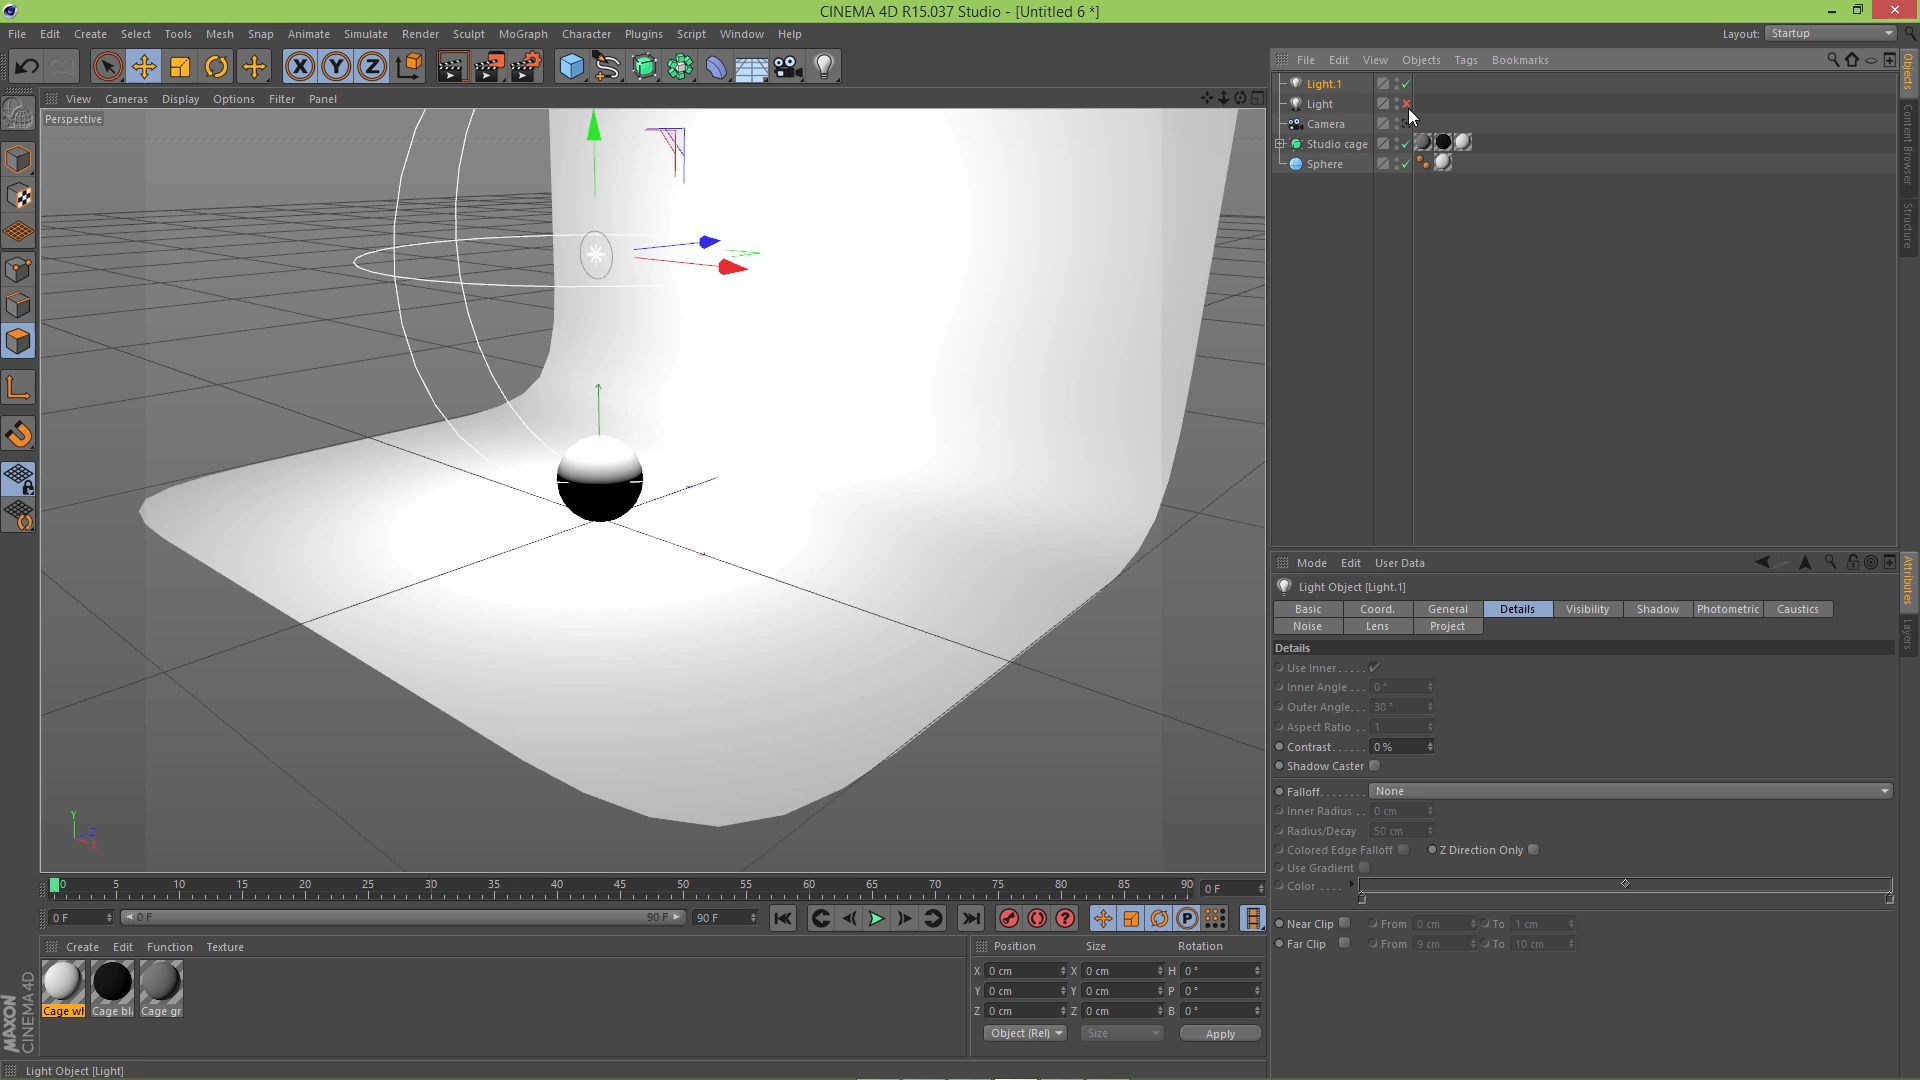 CINEMA 4D R15.037 Studio - [Untitled 6 *]
File Edit Create Select Tools Mesh Snap Animate Simulate Render Sculpt MoGraph Character Plugins Script Window Help
Layout: Startup
X Y Z
File Edit View Objects Tags Bookmarks
View Cameras Display Options Filter Panel
Perspective
Light.1
Light
Camera
Studio cage
Sphere
Objects
Content Browser
Structure
Mode Edit User Data
Light Object [Light.1]
Basic Coord. General Details Visibility Shadow Photometric Caustics
Noise Lens Project
Attributes
Layers
Details
Use Inner.....
Inner Angle... 0 °
Outer Angle... 30 °
Aspect Ratio.. 1
Contrast...... 0 %
Shadow Caster
Falloff........ None
Inner Radius.. 0 cm
Radius/Decay 50 cm
Colored Edge Falloff Z Direction Only
Use Gradient
Color....
Near Clip From 0 cm To 1 cm
Far Clip From 9 cm To 10 cm
Y Z X
0 5 10 15 20 25 30 35 40 45 50 55 60 65 70 75 80 85 90 0 F
0 F 0 F 90 F 90 F
Create Edit Function Texture
Cage wl Cage bl Cage gr
Position Size Rotation
X 0 cm X 0 cm H 0 °
Y 0 cm Y 0 cm P 0 °
Z 0 cm Z 0 cm B 0 °
Object (Rel) Size Apply
MAXON
CINEMA 4D
Light Object [Light]